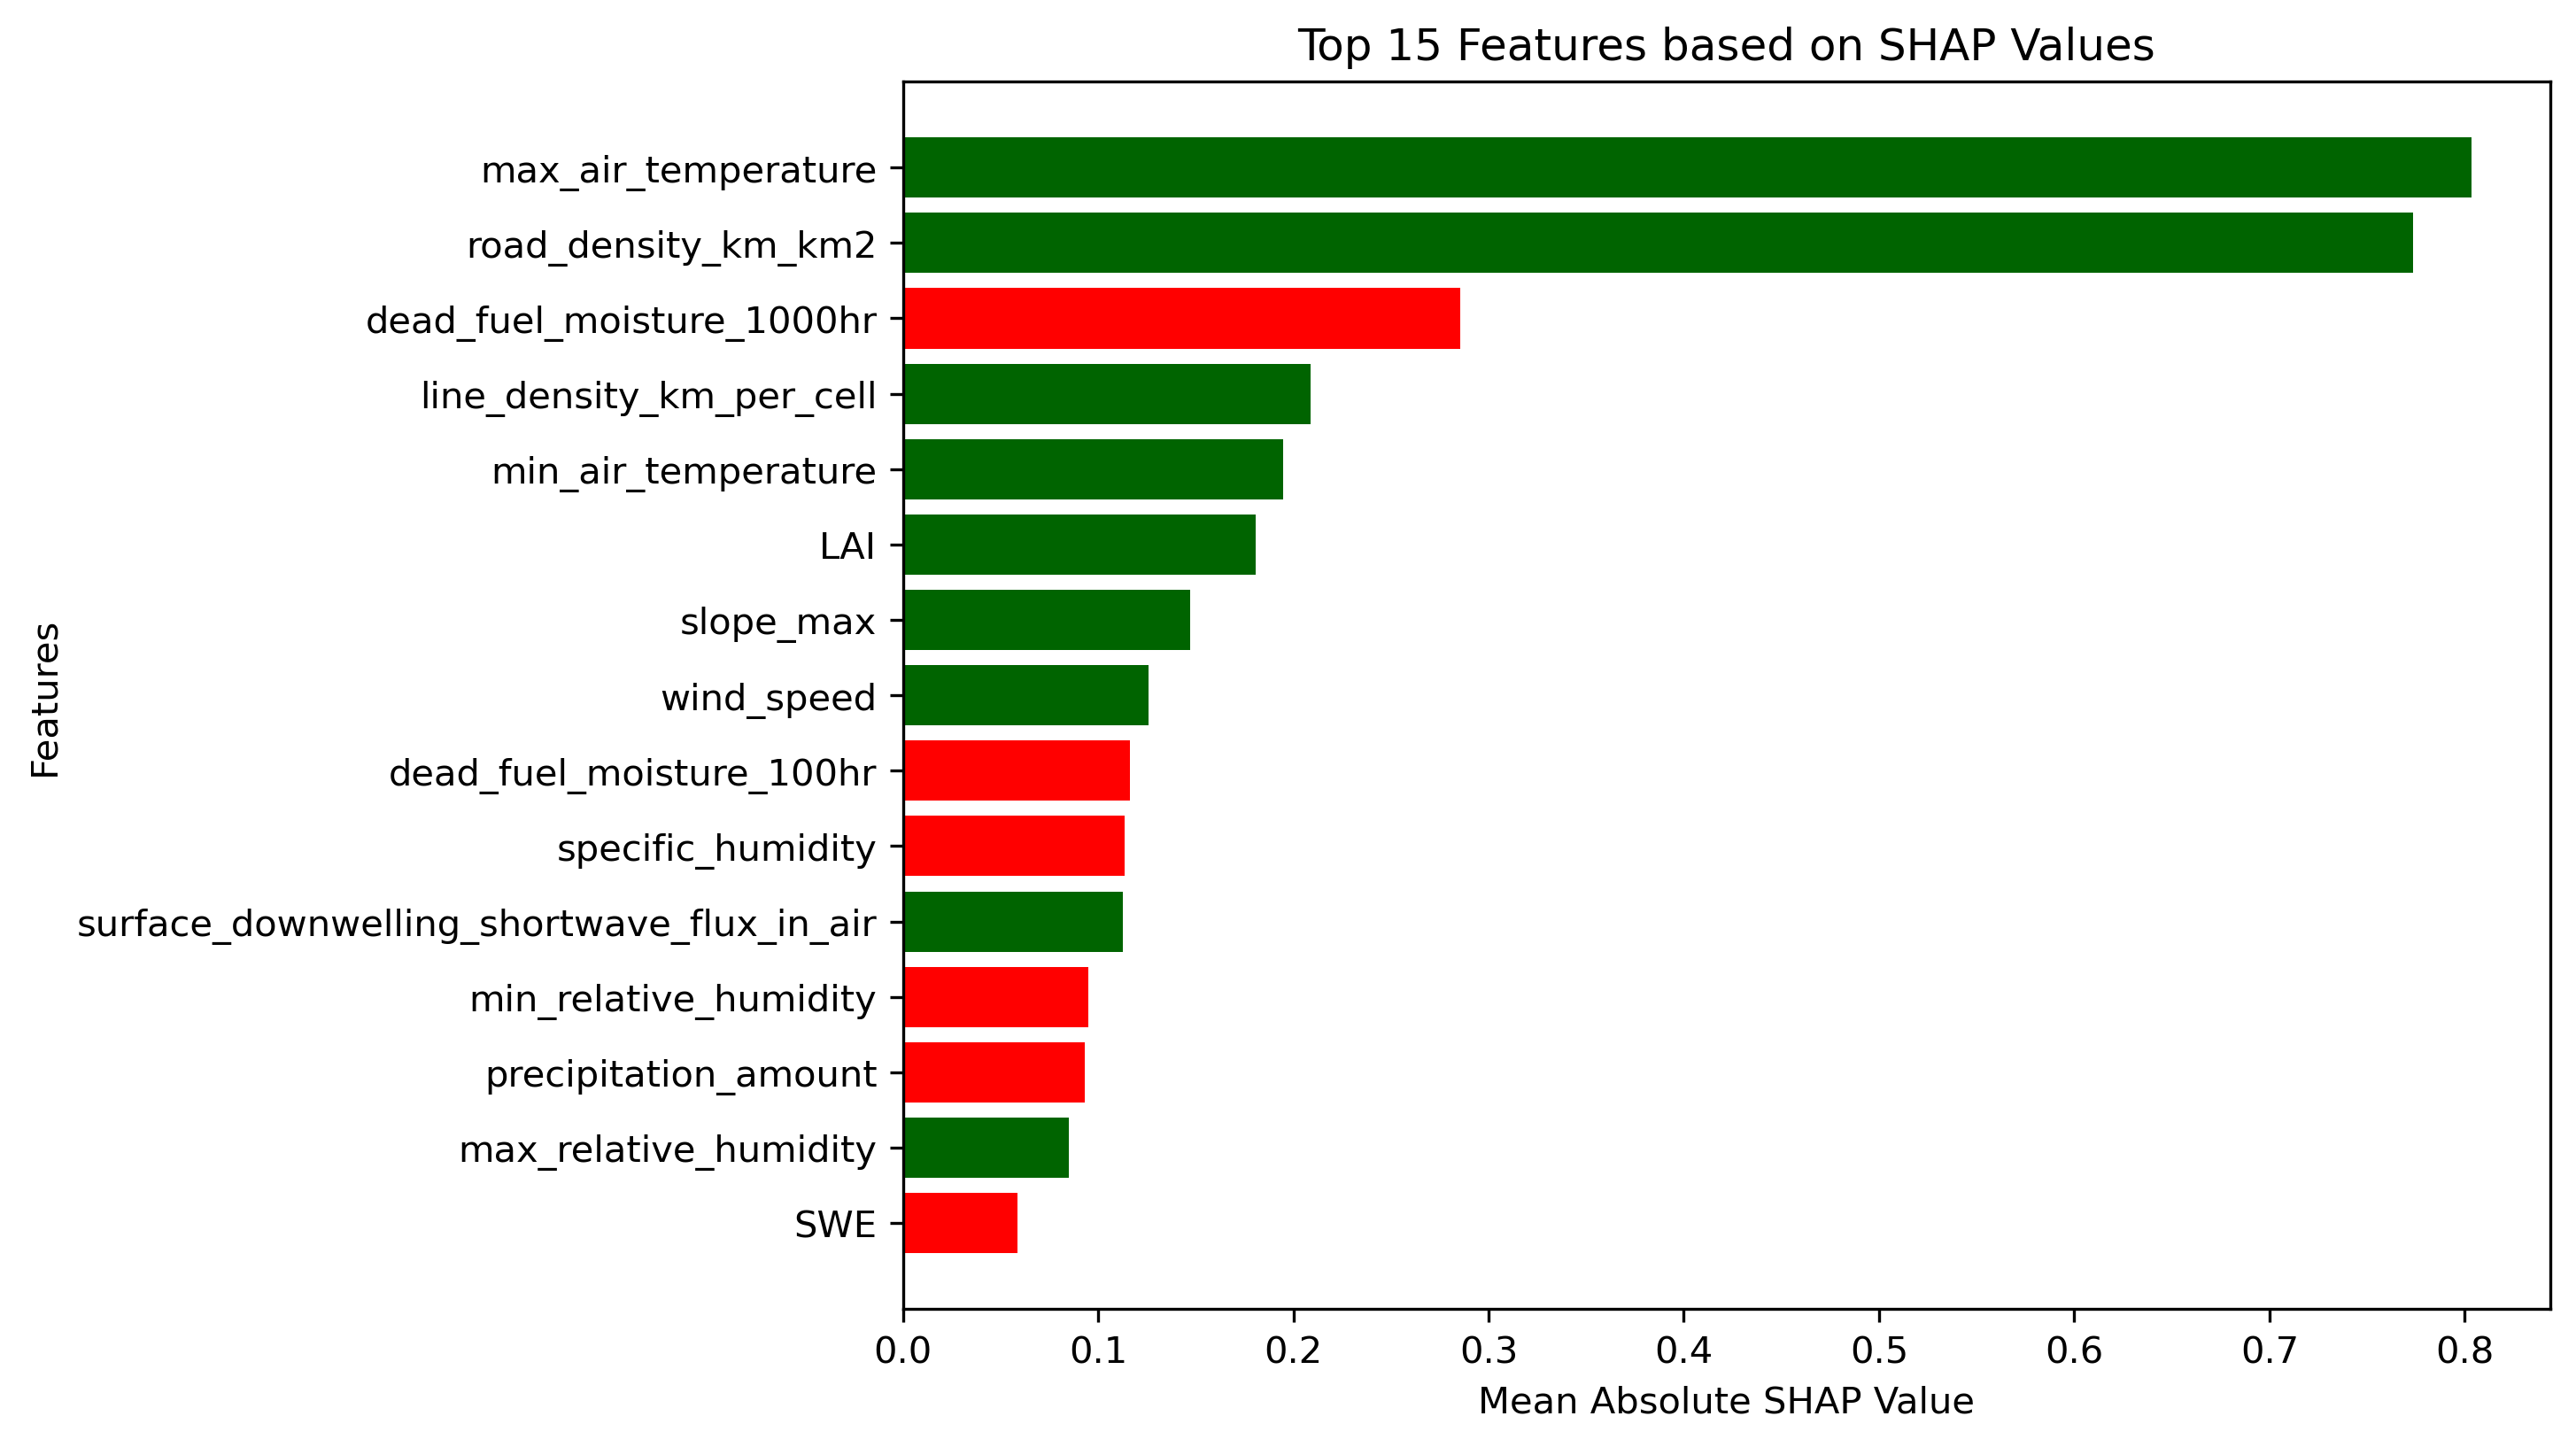 Top 15 Features based on SHAP Values
Features
max_air_temperature
road_density_km_km2
dead_fuel_moisture_1000hr
line_density_km_per_cell
min_air_temperature
LAI
slope_max
wind_speed
dead_fuel_moisture_100hr
specific_humidity
surface_downwelling_shortwave_flux_in_air
min_relative_humidity
precipitation_amount
max_relative_humidity
SWE
0.0 0.1 0.2 0.3 0.4 0.5 0.6 0.7 0.8
Mean Absolute SHAP Value